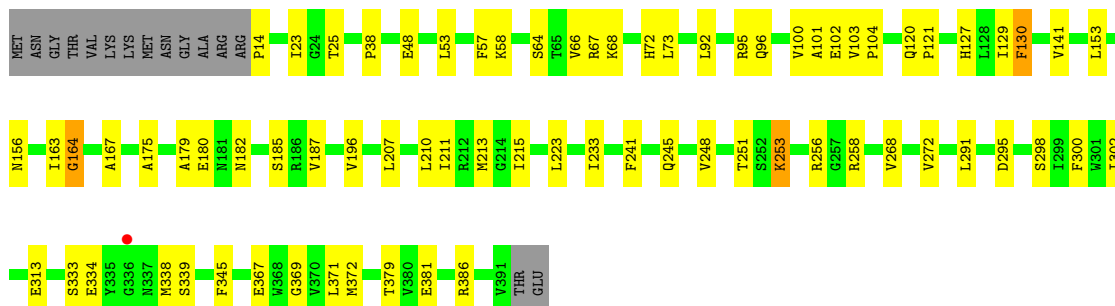 MET ASN GLY THR VAL LYS LYS MET ASN GLY ALA ARG ARG P14 I23 G24 T25 P38 E48 L53 F57 K58 S64 T65 V66 R67 K68 H72 L73 L92 R95 Q96 V100 A101 E102 V103 P104 Q120 P121 H127 L128 I129 F130 V141 L153
N156 I163 G164 A167 A175 A179 E180 N181 N182 S185 R186 V187 V196 L207 L210 I211 R212 M213 G214 I215 L223 I233 F241 Q245 V248 T251 S252 K253 R256 G257 R258 V268 V272 L291 D295 S298 I299 F300 W301
E313 S333 E334 Y335 G336 N337 M338 S339 F345 E367 W368 G369 V370 L371 M372 T379 V380 E381 R386 V391 THR GLU